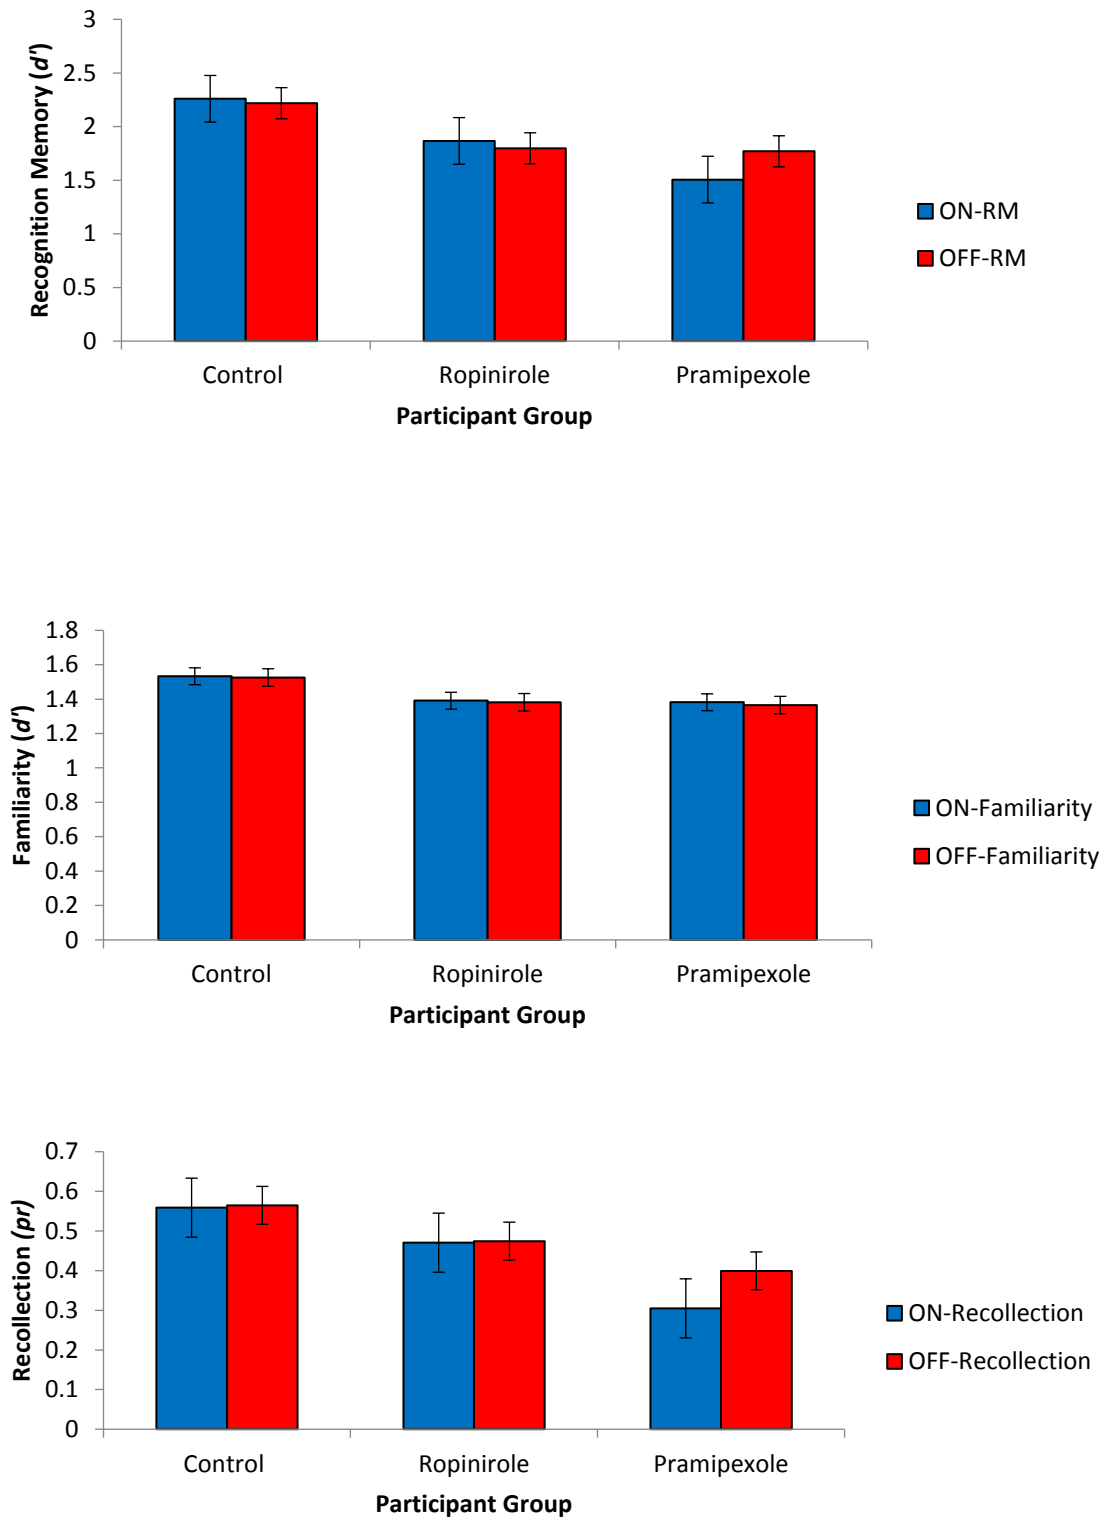 Recognition Memory (d')
3
2.5
2
1.5
1
0.5
0
Control
Ropinirole
Pramipexole
Participant Group
ON-RM
OFF-RM
Familiarity (d')
1.8
1.6
1.4
1.2
1
0.8
0.6
0.4
0.2
0
Control
Ropinirole
Pramipexole
Participant Group
ON-Familiarity
OFF-Familiarity
Recollection (pr)
0.7
0.6
0.5
0.4
0.3
0.2
0.1
0
Control
Ropinirole
Pramipexole
Participant Group
ON-Recollection
OFF-Recollection